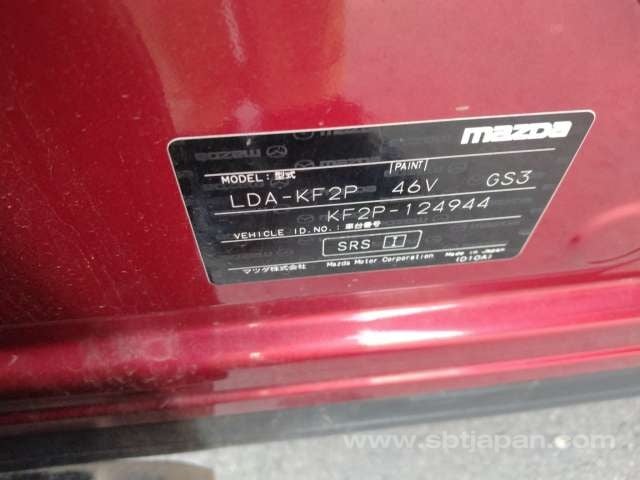 mazda
MODEL: 型式 PAINT
LDA-KF2P 46V GS3
KF2P-124944
VEHICLE ID.NO.: 車台番号
SRS
マツダ株式会社 Mazda Motor Corporation Made in Japan
(D10A)
www.sbtjapan.com